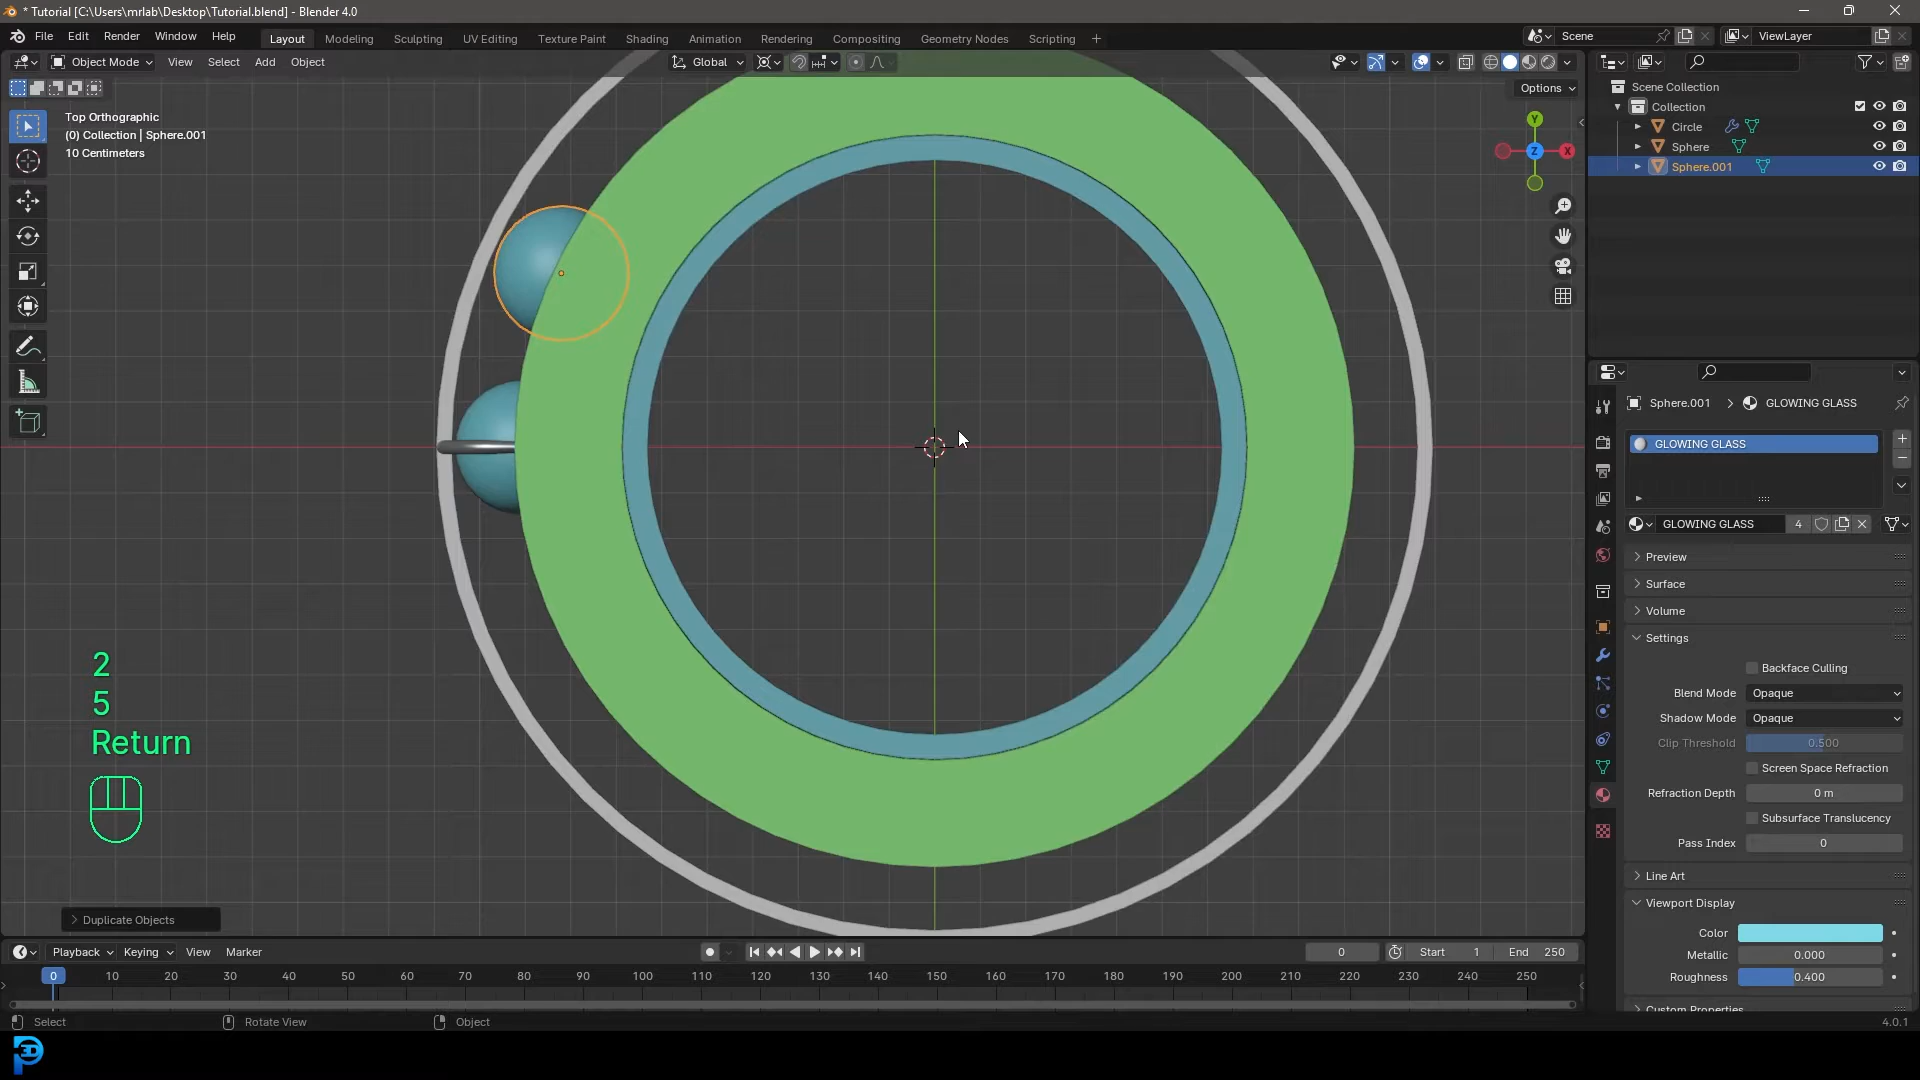 * Tutorial [C:\Users\mrlab\Desktop\Tutorial.blend] - Blender 4.0
File Edit Render Window Help
Layout Modeling Sculpting UV Editing Texture Paint Shading Animation Rendering Compositing Geometry Nodes Scripting +
Scene
ViewLayer
Object Mode View Select Add Object
Global
Options
Top Orthographic
(0) Collection | Sphere.001
10 Centimeters
Y
Z
X
Scene Collection
Collection
Circle
Sphere
Sphere.001
Sphere.001 > GLOWING GLASS
GLOWING GLASS
GLOWING GLASS 4
Preview
Surface
Volume
Settings
Backface Culling
Blend Mode Opaque
Shadow Mode Opaque
Clip Threshold 0.500
Screen Space Refraction
Refraction Depth 0 m
Subsurface Translucency
Pass Index 0
Line Art
Viewport Display
Color
Metallic 0.000
Roughness 0.400
Custom Properties
2
5
Return
Duplicate Objects
Playback Keying View Marker
0
Start 1
End 250
0 10 20 30 40 50 60 70 80 90 100 110 120 130 140 150 160 170 180 190 200 210 220 230 240 250
Select
Rotate View
Object
4.0.1